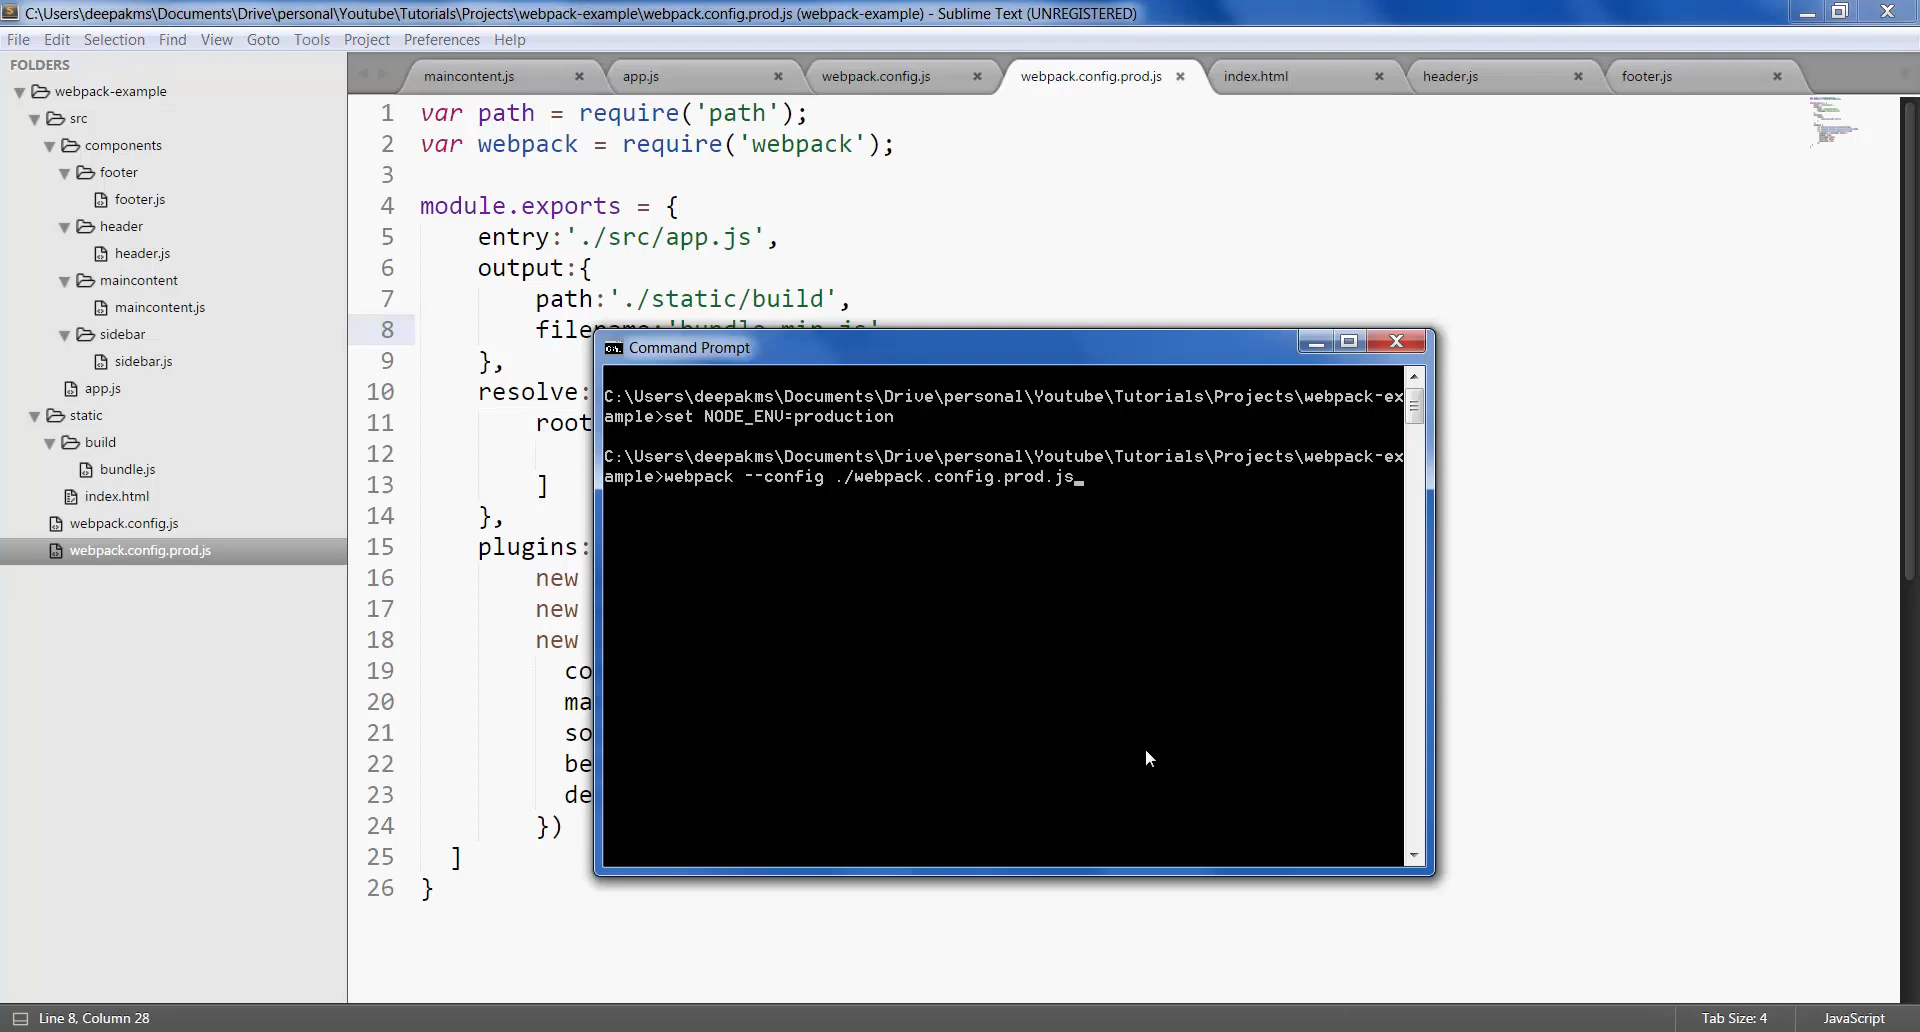 C:\Users\deepakms\Documents\Drive\personal\Youtube\Tutorials\Projects\webpack-example\webpack.config.prod.js (webpack-example) - Sublime Text (UNREGISTERED)
File Edit Selection Find View Goto Tools Project Preferences Help
FOLDERS
webpack-example
src
components
footer
footer.js
header
header.js
maincontent
maincontent.js
sidebar
sidebar.js
app.js
static
build
bundle.js
index.html
webpack.config.js
webpack.config.prod.js
maincontent.js app.js webpack.config.js webpack.config.prod.js index.html header.js footer.js
1 var path = require('path');
2 var webpack = require('webpack');
3
4 module.exports = {
5 entry:'./src/app.js',
6 output:{
7 path:'./static/build',
8 filename:'bundle.min.js'
9 },
10 resolve:
11 root
12
13 ]
14 },
15 plugins:
16 new
17 new
18 new
19 co
20 ma
21 so
22 be
23 de
24 })
25 ]
26 }
Command Prompt
C:\Users\deepakms\Documents\Drive\personal\Youtube\Tutorials\Projects\webpack-ex
ample>set NODE_ENV=production
C:\Users\deepakms\Documents\Drive\personal\Youtube\Tutorials\Projects\webpack-ex
ample>webpack --config ./webpack.config.prod.js_
Line 8, Column 28 Tab Size: 4 JavaScript